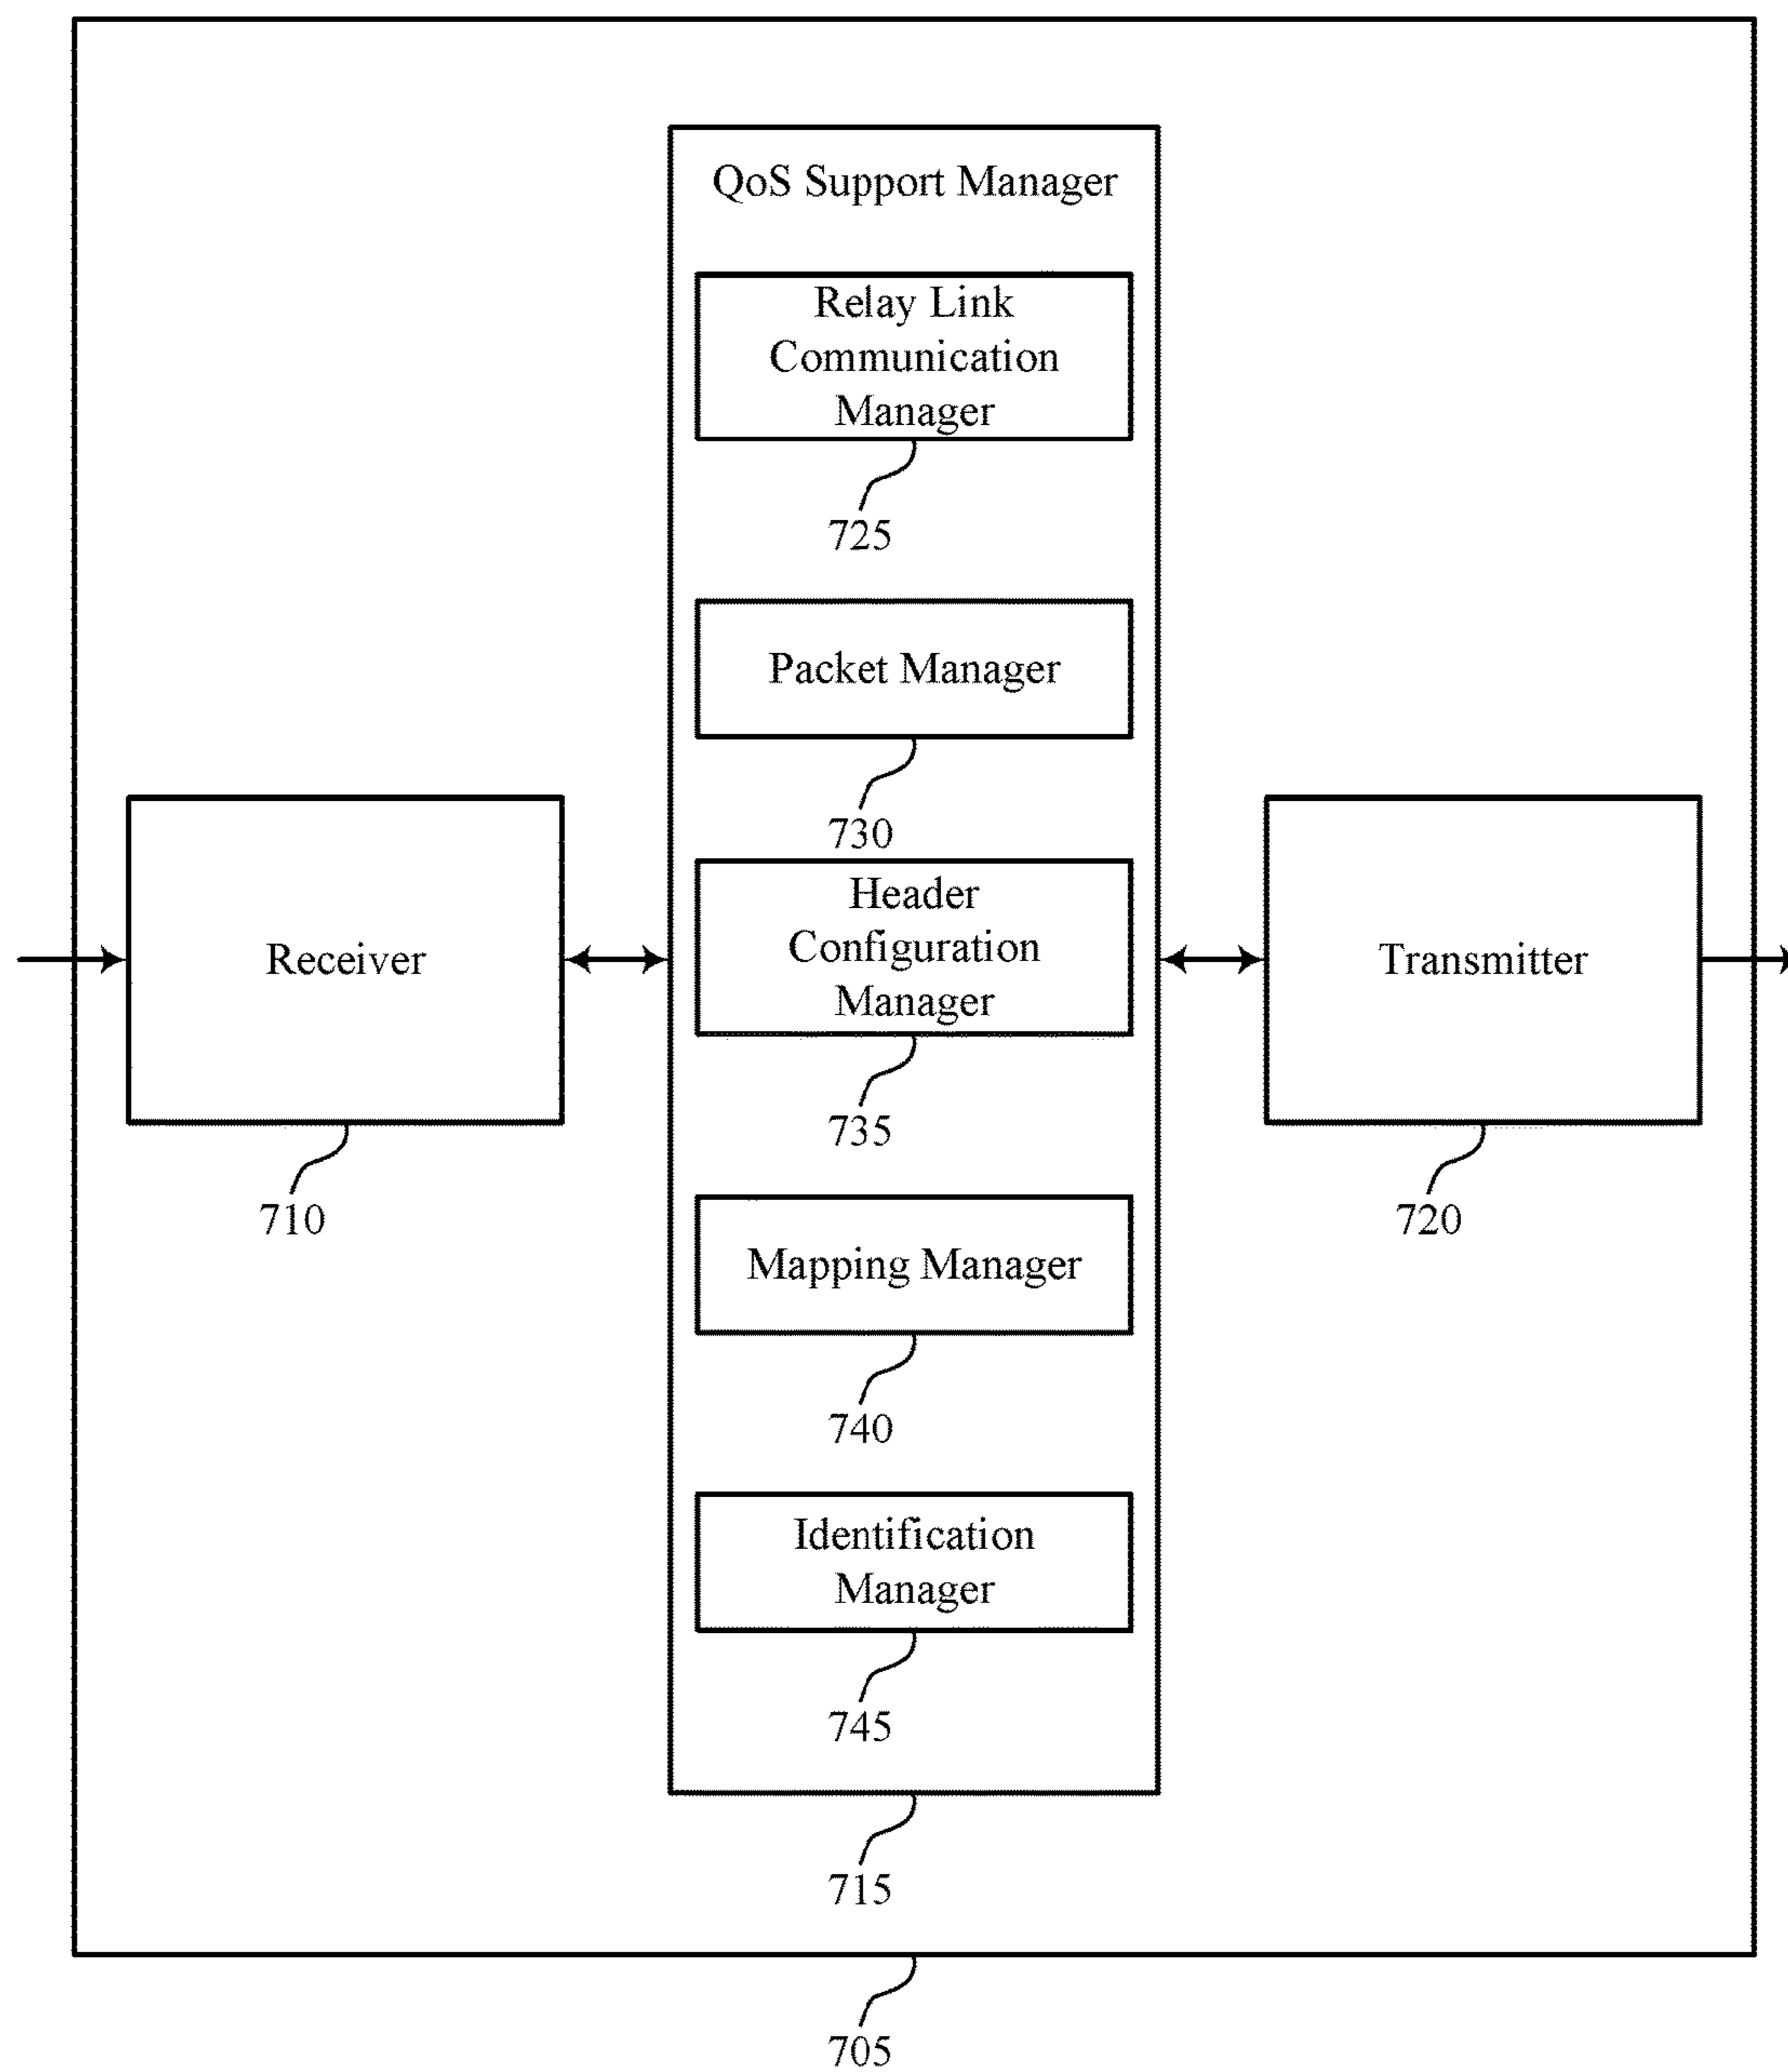 QoS Support Manager
Relay Link
Communication
Manager
725
Packet Manager
730
Receiver
710
Header
Configuration
Manager
735
Transmitter
720
Mapping Manager
740
Identification
Manager
745
715
705